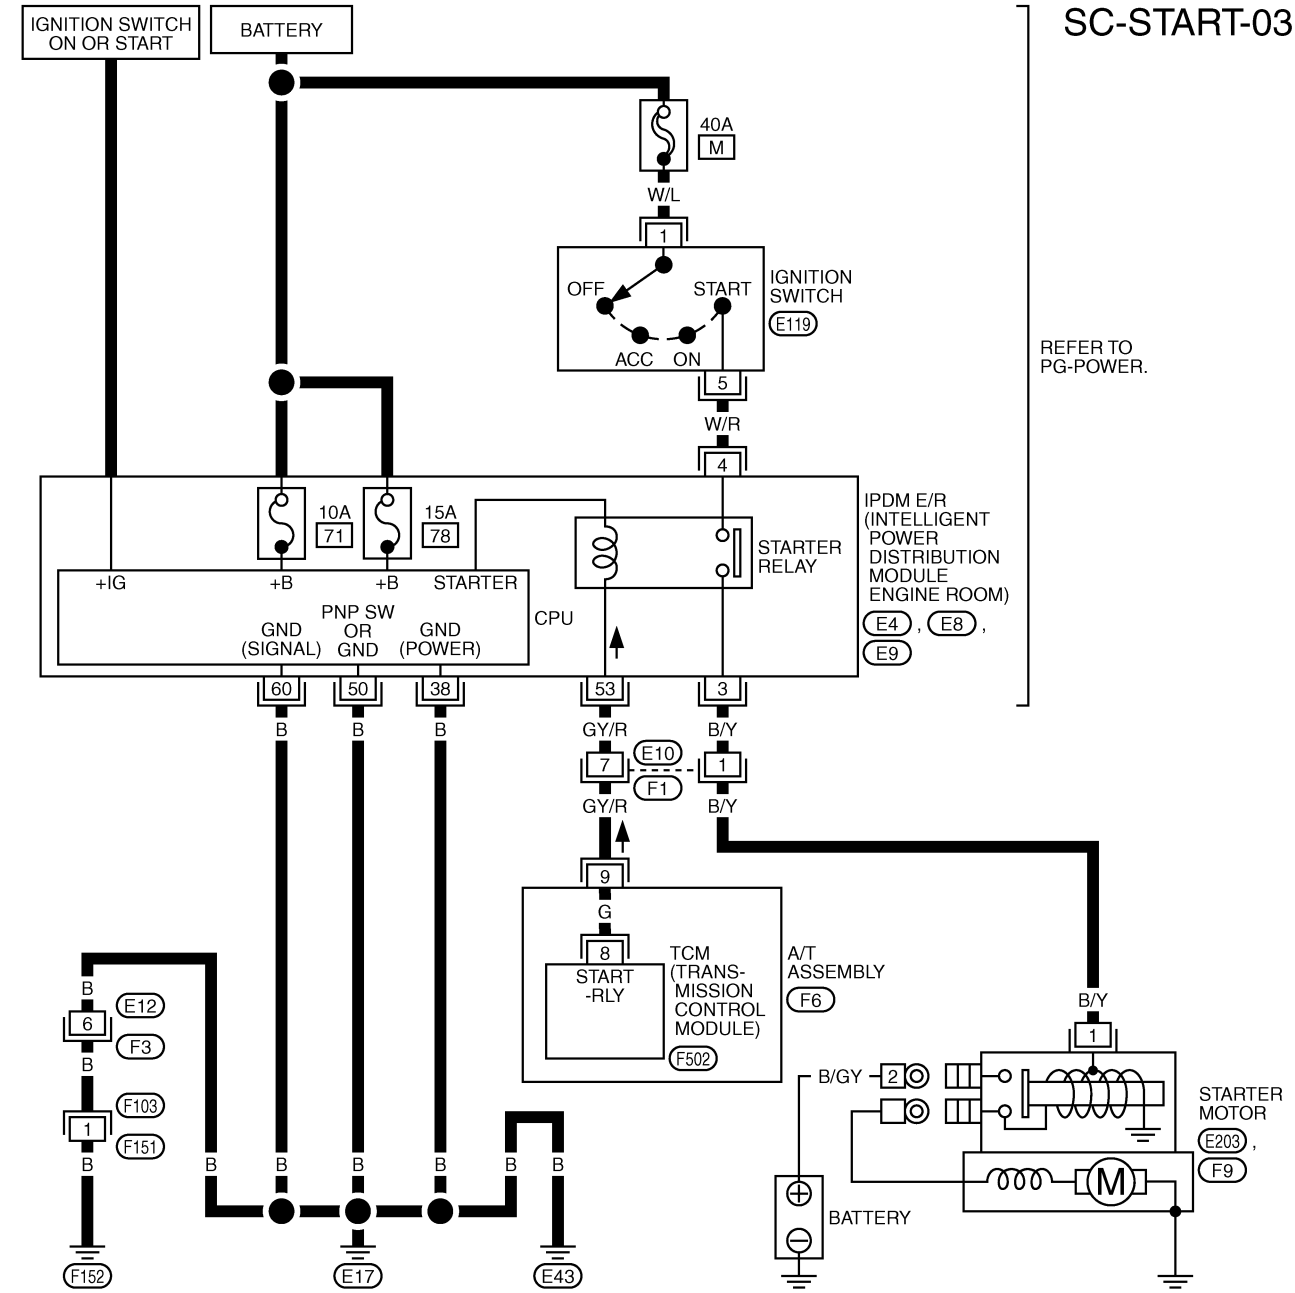 SC-START-03
IGNITION SWITCH
ON OR START
BATTERY
40A
M
W/L
1
OFF
START
ACC
ON
IGNITION
SWITCH
E119
5
W/R
4
REFER TO
PG-POWER.
10A
71
15A
78
STARTER
RELAY
IPDM E/R
(INTELLIGENT
POWER
DISTRIBUTION
MODULE
ENGINE ROOM)
E4 , E8 ,
E9
+IG
+B
+B
STARTER
CPU
GND
(SIGNAL)
PNP SW
OR
GND
GND
(POWER)
60
50
38
53
3
B
B
B
GY/R
B/Y
7
E10
F1
1
GY/R
B/Y
9
G
8
START
-RLY
TCM
(TRANS-
MISSION
CONTROL
MODULE)
F502
A/T
ASSEMBLY
F6
B
6
E12
F3
B
1
F103
F151
B
B
B
B
B
B
B
F152
E17
E43
B/Y
1
B/GY
2
BATTERY
M
STARTER
MOTOR
E203 ,
F9